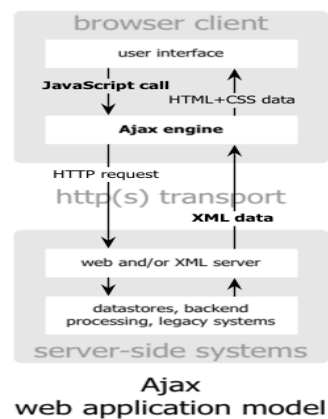 browser client
user interface
JavaScript call
HTML+CSS data
Ajax engine
HTTP request
http(s) transport
XML data
web and/or XML server
datastores, backend
processing, legacy systems
server-side systems
Ajax
web application model